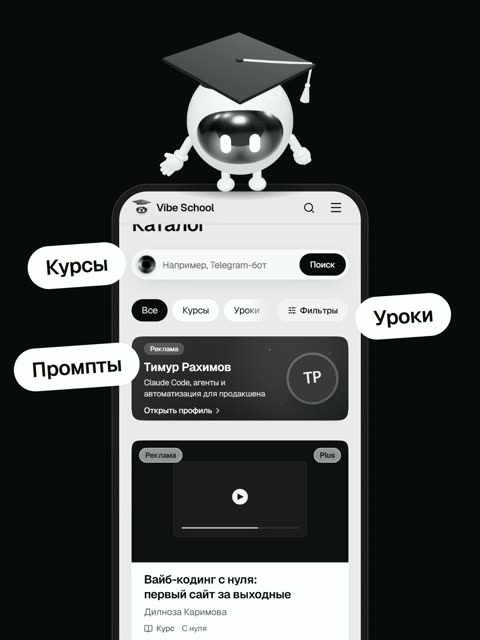 Vibe School
Каталог
Курсы
Например, Telegram-бот
Поиск
Все
Курсы
Уроки
Фильтры
Уроки
Промпты
Реклама
Тимур Рахимов
Claude Code, агенты и
автоматизация для продакшена
Открыть профиль
TP
Реклама
Plus
Вайб-кодинг с нуля:
первый сайт за выходные
Дилноза Каримова
Курс
С нуля